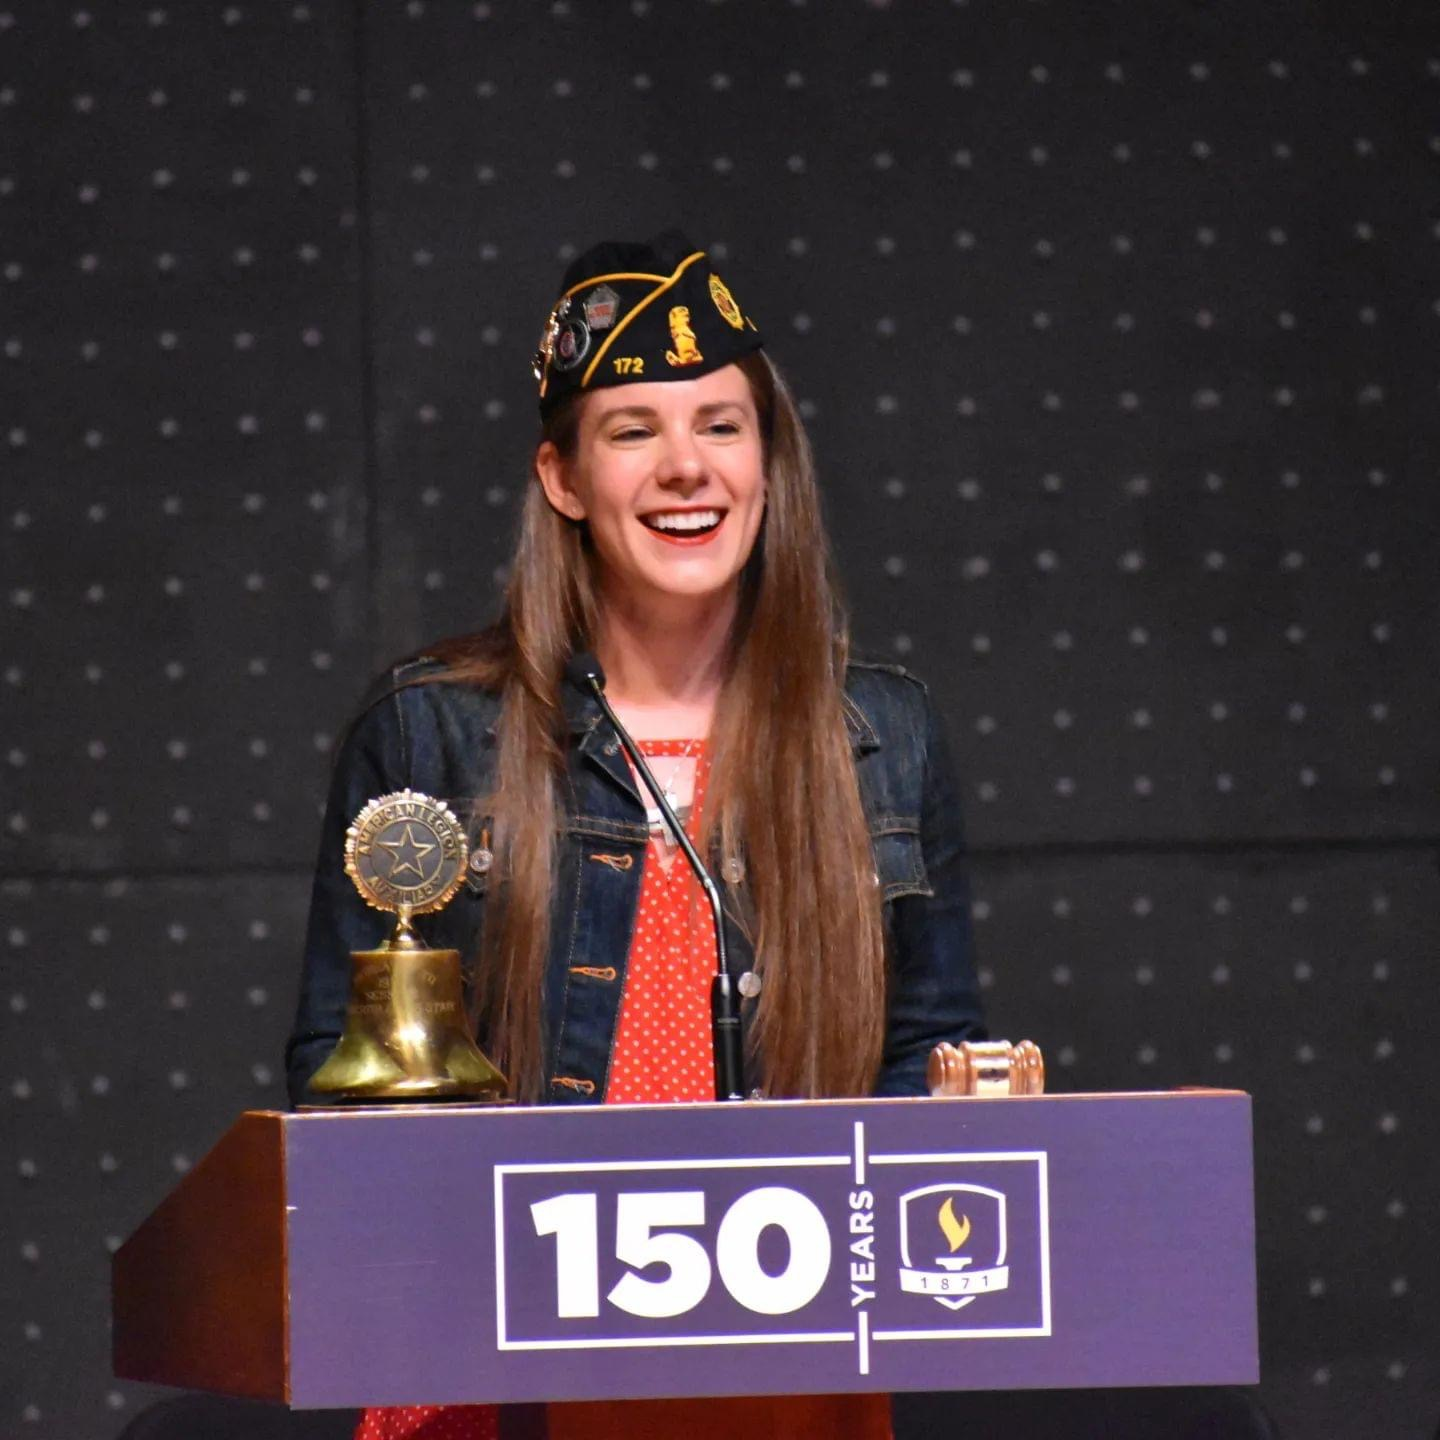 172
AMERICAN LEGION
AUXILIARY
150
YEARS
1871